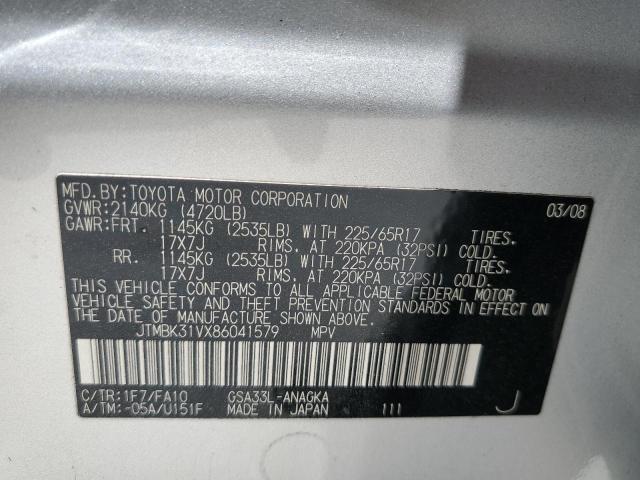 MFD.BY:TOYOTA MOTOR CORPORATION 03/08
GVWR:2140KG (4720LB)
GAWR:FRT. 1145KG (2535LB) WITH 225/65R17 TIRES.
17X7J RIMS, AT 220KPA (32PSI) COLD.
RR. 1145KG (2535LB) WITH 225/65R17 TIRES.
17X7J RIMS, AT 220KPA (32PSI) COLD.
THIS VEHICLE CONFORMS TO ALL APPLICABLE FEDERAL MOTOR
VEHICLE SAFETY AND THEFT PREVENTION STANDARDS IN EFFECT ON
THE DATE OF MANUFACTURE SHOWN ABOVE.
JTMBK31VX86041579 MPV
C/TR:1F7/FA10 GSA33L-ANAGKA
A/TM:-05A/U151F MADE IN JAPAN 111 J